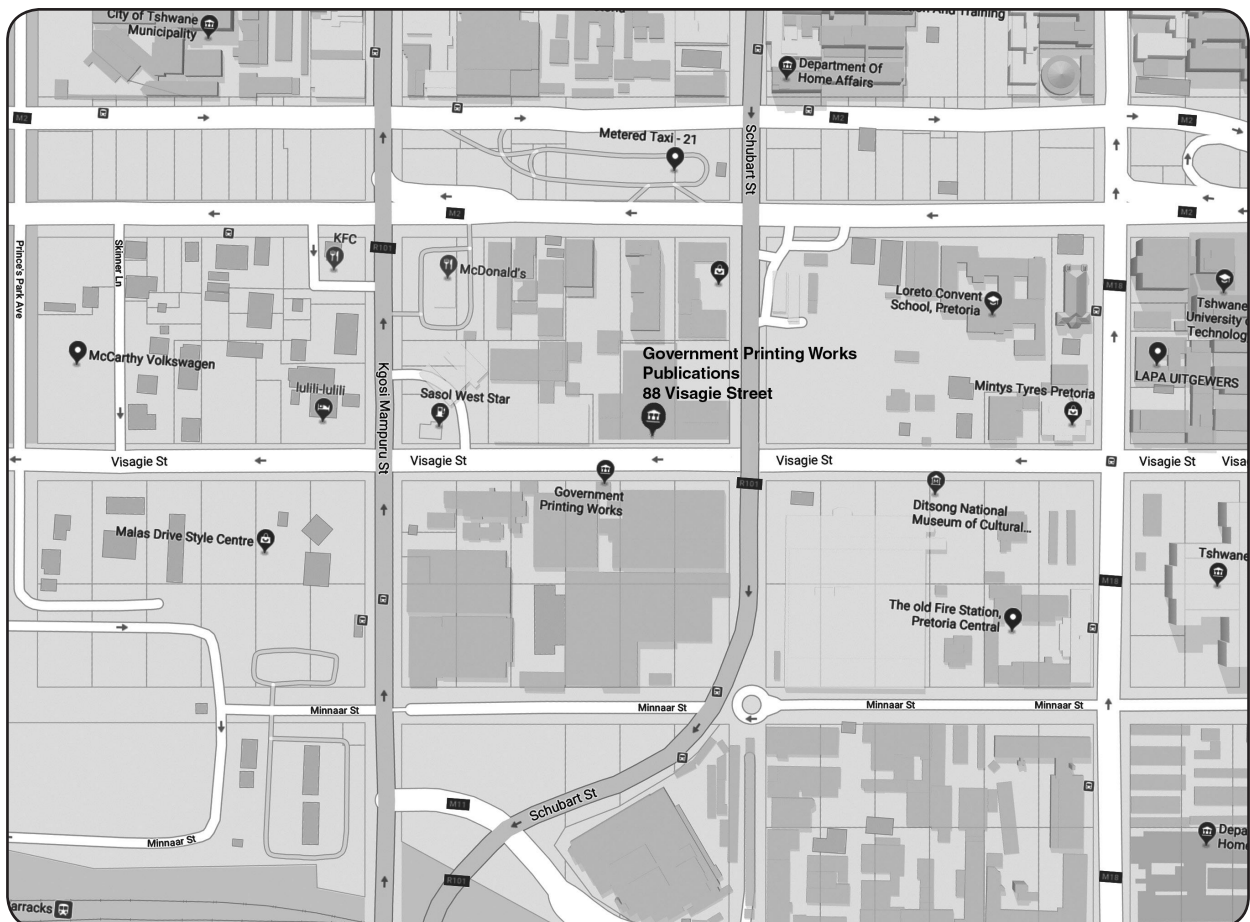 City of Tshwane
Municipality
Department Of
Home Affairs
And Training
M2
M2
M2
Metered Taxi - 21
Schubart St
M2
M2
Prince's Park Ave
Skinner Ln
KFC
R101
McDonald's
Loreto Convent
School, Pretoria
M18
Tshwane
University
Technolog
McCarthy Volkswagen
lulili-lulili
Kgosi Mampuru St
Sasol West Star
Government Printing Works
Publications
88 Visagie Street
Mintys Tyres Pretoria
LAPA UITGEWERS
Visagie St
Visagie St
Visagie St
Visagie St
Visa
R101
Government
Printing Works
Ditsong National
Museum of Cultural...
Malas Drive Style Centre
Tshwane
M18
The old Fire Station,
Pretoria Central
Minnaar St
Minnaar St
Minnaar St
Minnaar St
M11
Schubart St
Minnaar St
Depa
Home
R101
M18
arracks